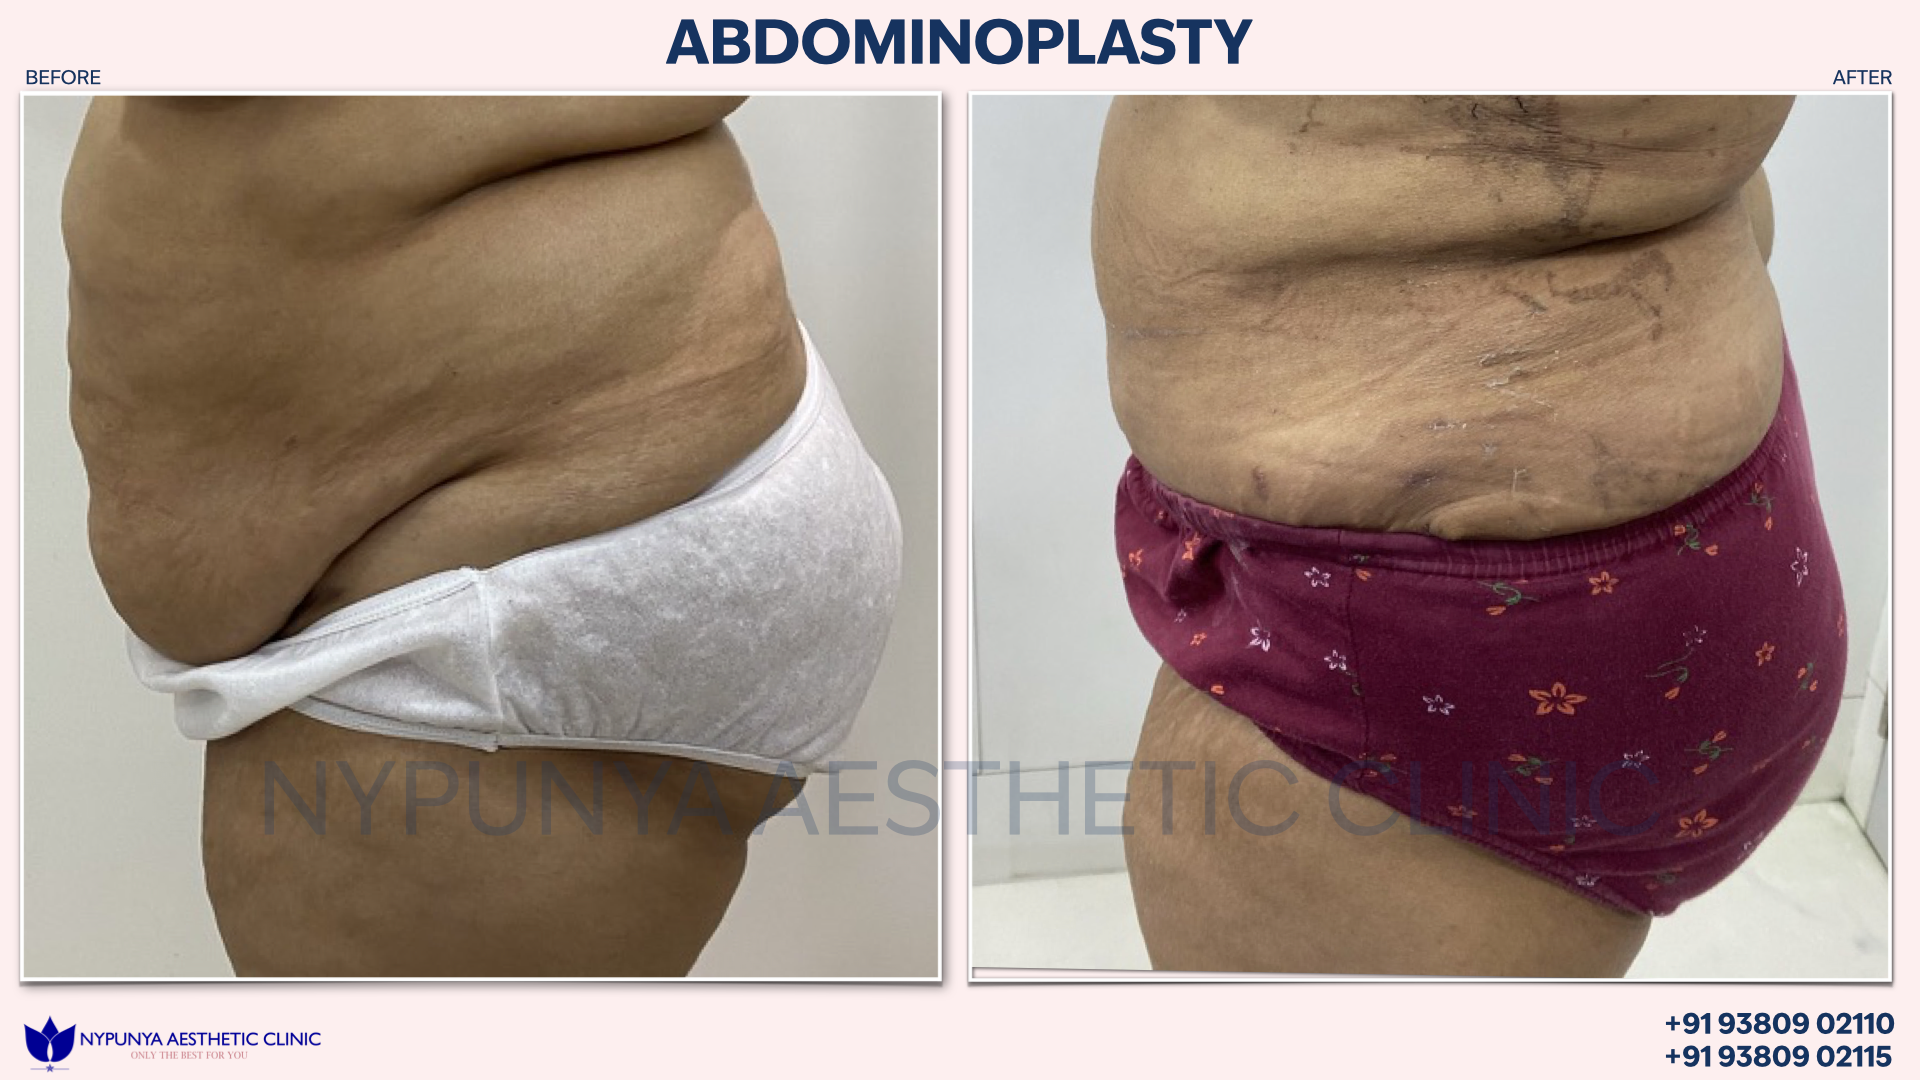 ABDOMINOPLASTY
BEFORE
AFTER
NYPUNYA AESTHETIC CLINIC
NYPUNYA AESTHETIC CLINIC
ONLY THE BEST FOR YOU
+91 93809 02110
+91 93809 02115